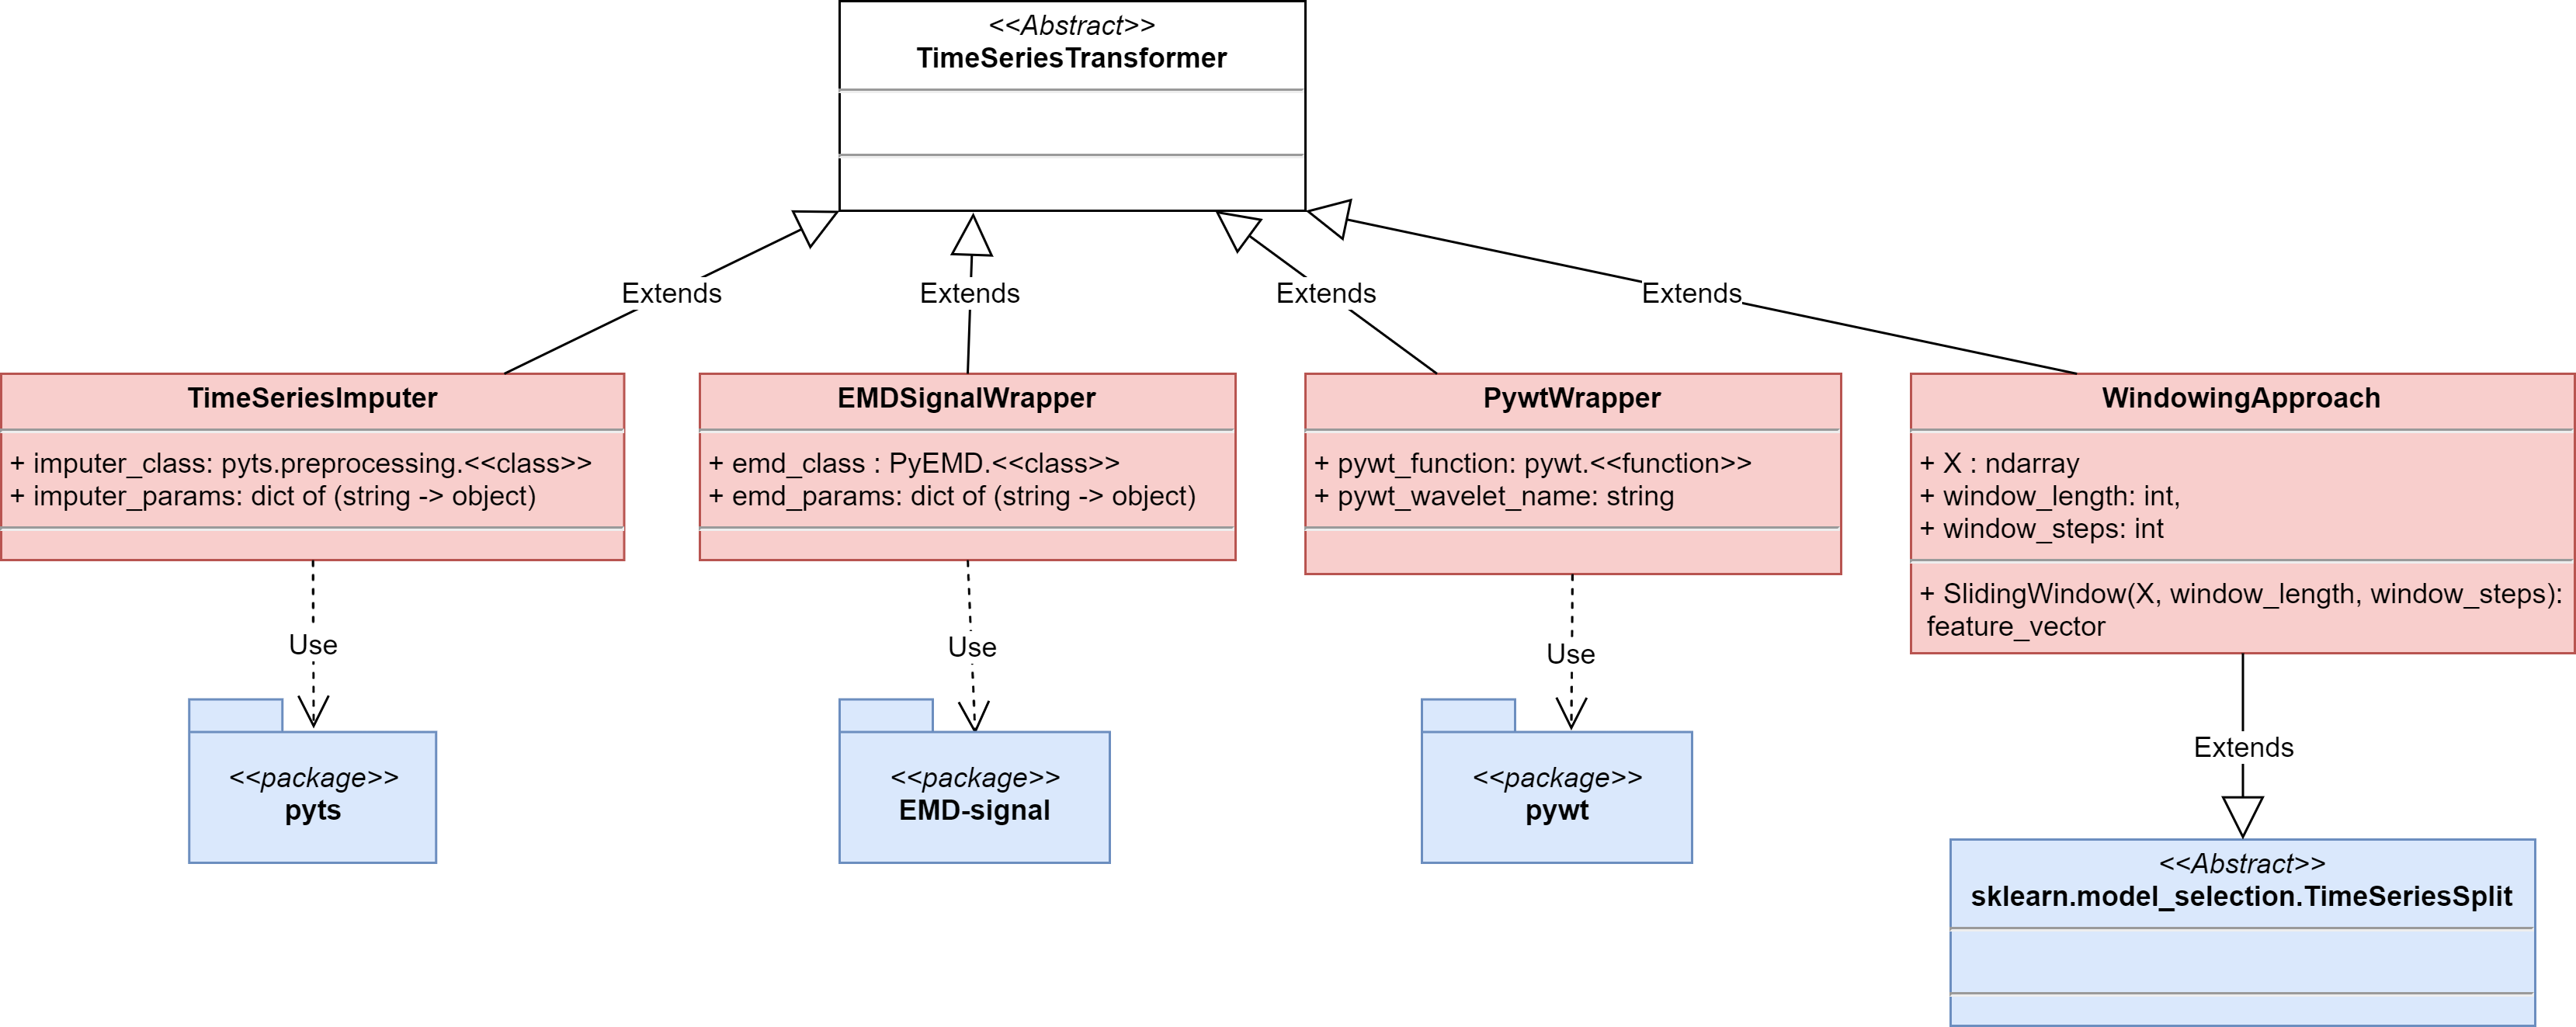 <<Abstract>>
TimeSeriesTransformer
Extends
Extends
Extends
Extends
TimeSeriesImputer
+ imputer_class: pyts.preprocessing.<<class>>
+ imputer_params: dict of (string -> object)
EMDSignalWrapper
+ emd_class : PyEMD.<<class>>
+ emd_params: dict of (string -> object)
PywtWrapper
+ pywt_function: pywt.<<function>>
+ pywt_wavelet_name: string
WindowingApproach
+ X : ndarray
+ window_length: int,
+ window_steps: int
+ SlidingWindow(X, window_length, window_steps):
feature_vector
Use
Use
Use
Extends
<<package>>
pyts
<<package>>
EMD-signal
<<package>>
pywt
<<Abstract>>
sklearn.model_selection.TimeSeriesSplit